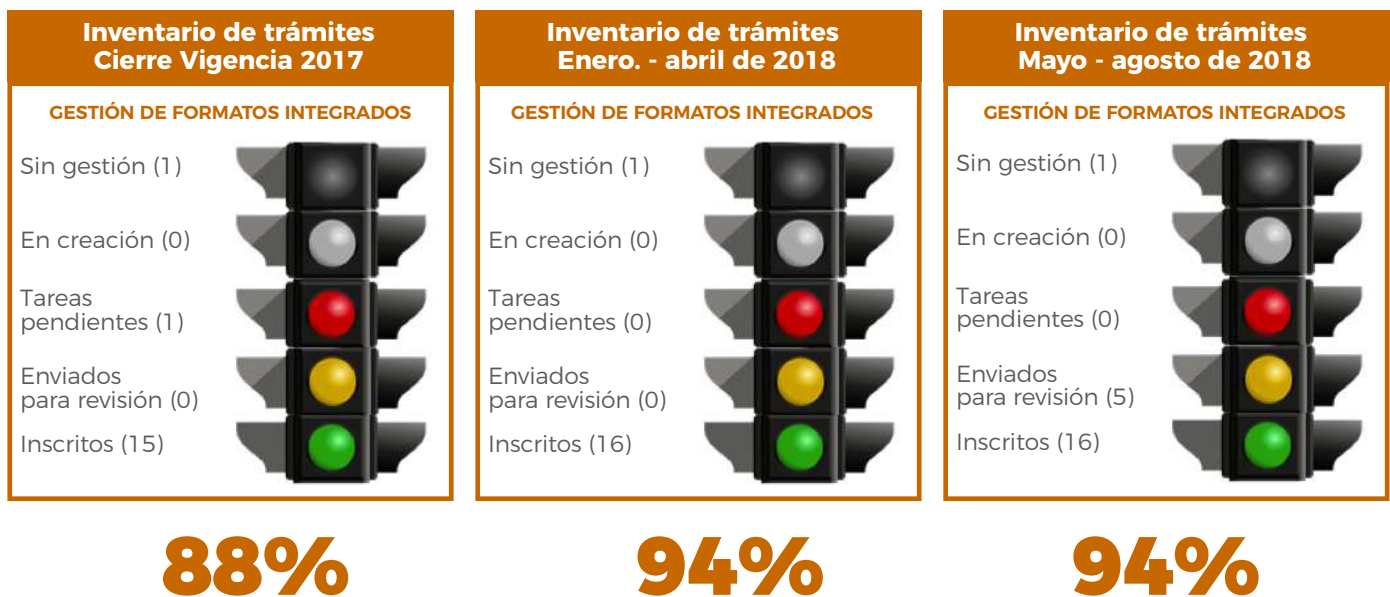 Inventario de trámites
Cierre Vigencia 2017
GESTIÓN DE FORMATOS INTEGRADOS
Sin gestión (1)
En creación (0)
Tareas
pendientes (1)
Enviados
para revisión (0)
Inscritos (15)
88%
Inventario de trámites
Enero. - abril de 2018
GESTIÓN DE FORMATOS INTEGRADOS
Sin gestión (1)
En creación (0)
Tareas
pendientes (0)
Enviados
para revisión (0)
Inscritos (16)
94%
Inventario de trámites
Mayo - agosto de 2018
GESTIÓN DE FORMATOS INTEGRADOS
Sin gestión (1)
En creación (0)
Tareas
pendientes (0)
Enviados
para revisión (5)
Inscritos (16)
94%